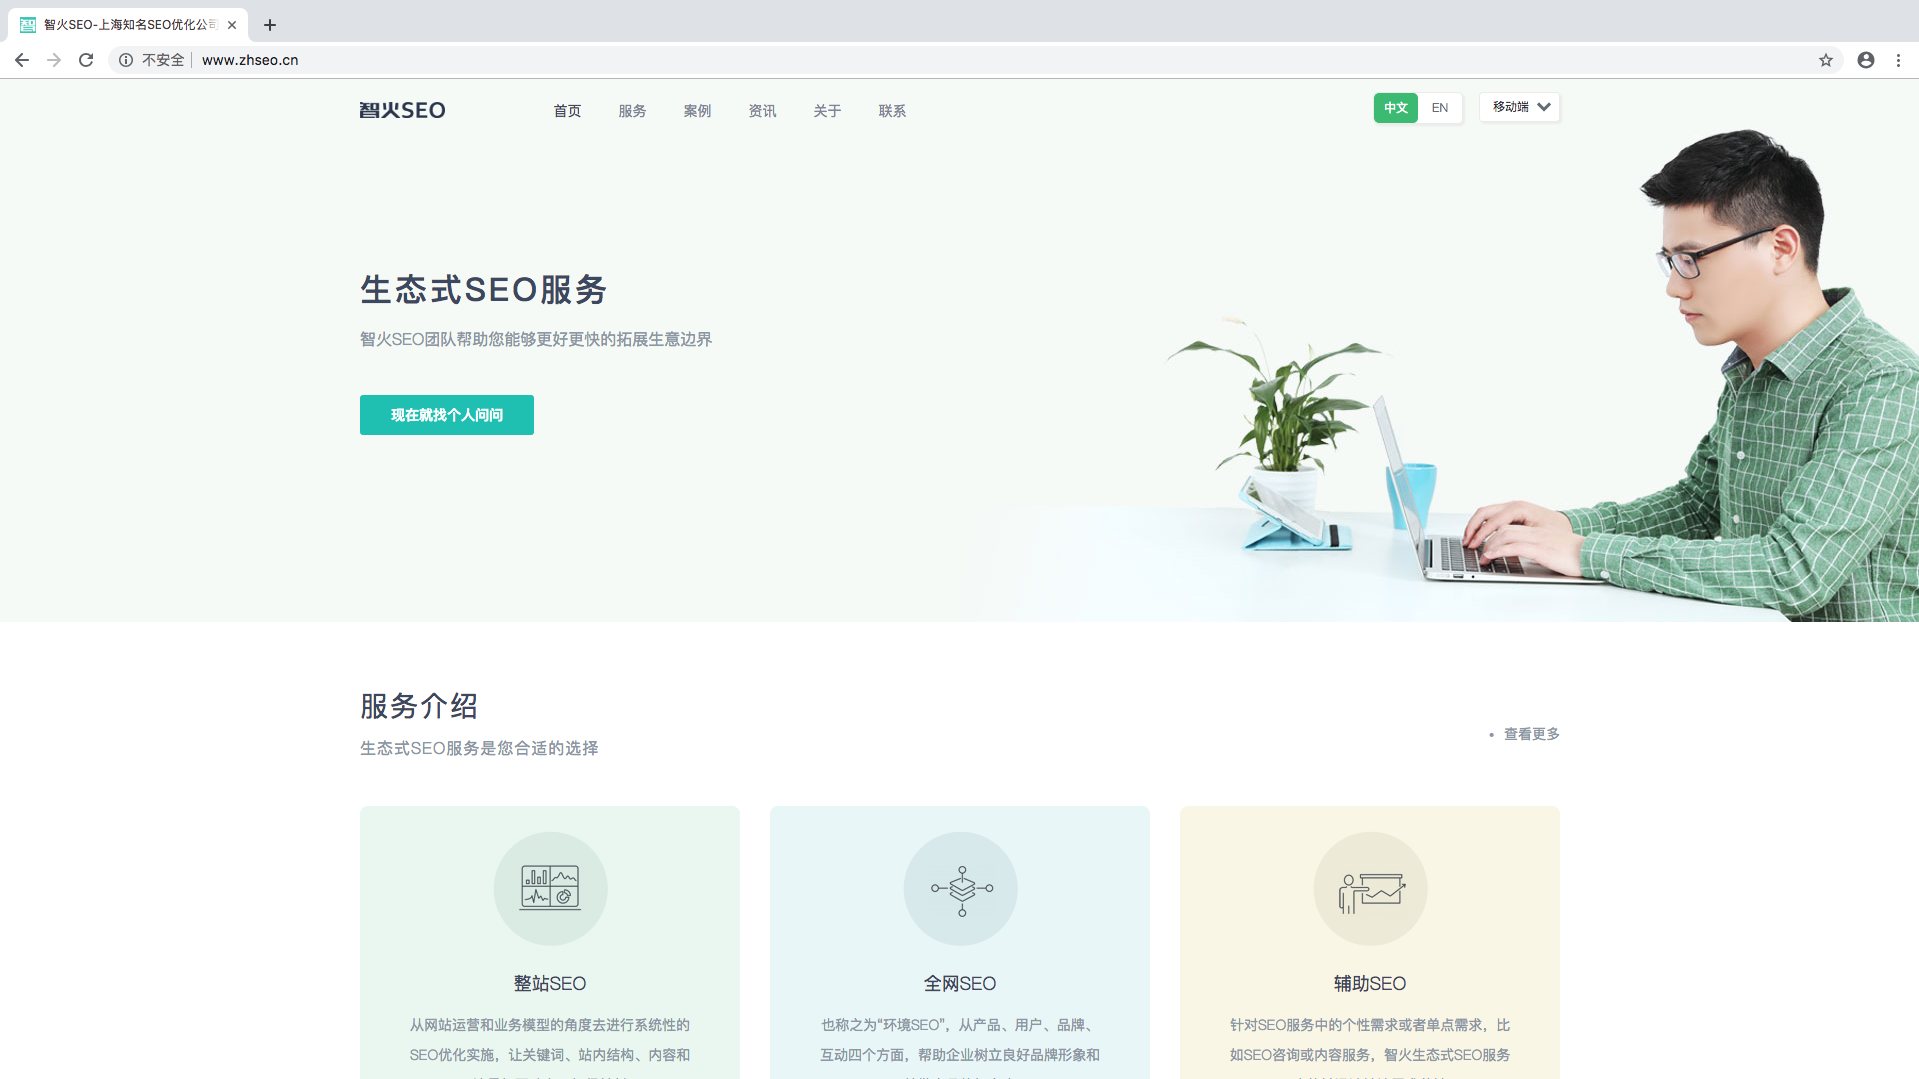 智火SEO-上海知名SEO优化公司
不安全
www.zhseo.cn
智火SEO
首页
服务
案例
资讯
关于
联系
中文
EN
移动端
生态式SEO服务
智火SEO团队帮助您能够更好更快的拓展生意边界
现在就找个人问问
服务介绍
生态式SEO服务是您合适的选择
• 查看更多
整站SEO
从网站运营和业务模型的角度去进行系统性的
SEO优化实施，让关键词、站内结构、内容和
全网SEO
也称之为“环境SEO”，从产品、用户、品牌、
互动四个方面，帮助企业树立良好品牌形象和
辅助SEO
针对SEO服务中的个性需求或者单点需求，比
如SEO咨询或内容服务，智火生态式SEO服务